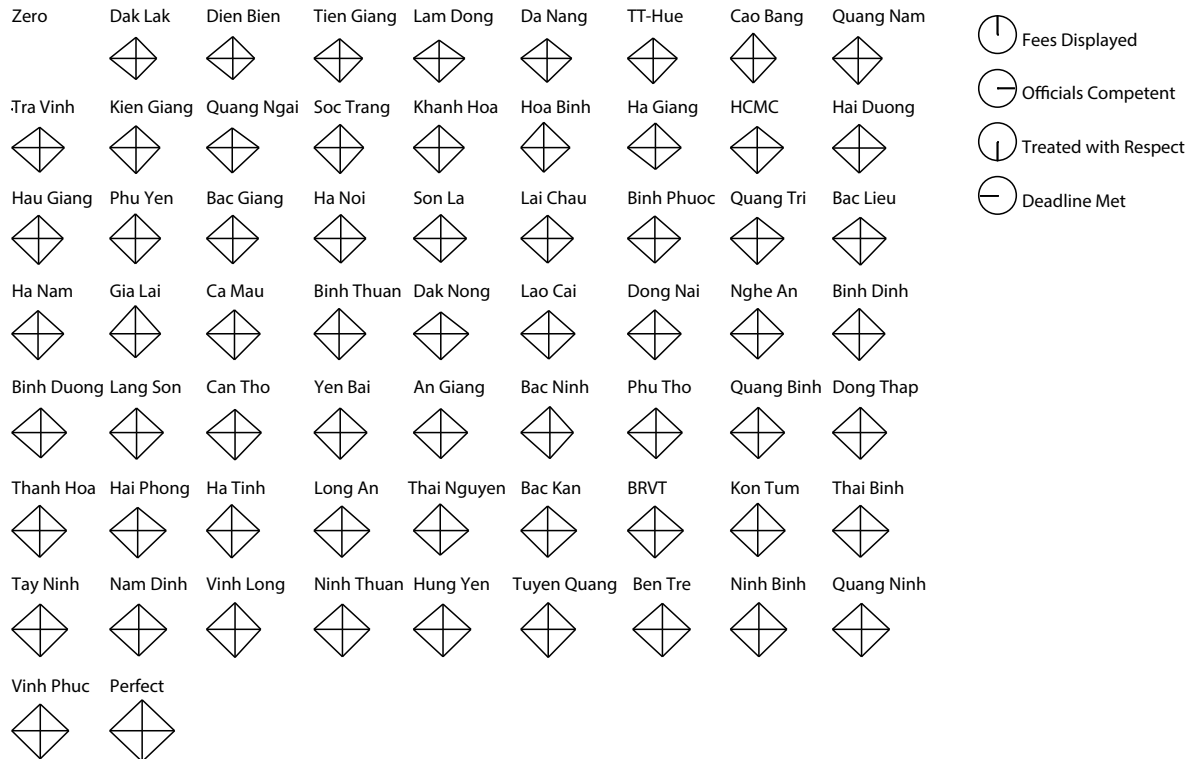 Zero Dak Lak Dien Bien Tien Giang Lam Dong Da Nang TT-Hue Cao Bang Quang Nam
Tra Vinh Kien Giang Quang Ngai Soc Trang Khanh Hoa Hoa Binh Ha Giang HCMC Hai Duong
Hau Giang Phu Yen Bac Giang Ha Noi Son La Lai Chau Binh Phuoc Quang Tri Bac Lieu
Ha Nam Gia Lai Ca Mau Binh Thuan Dak Nong Lao Cai Dong Nai Nghe An Binh Dinh
Binh Duong Lang Son Can Tho Yen Bai An Giang Bac Ninh Phu Tho Quang Binh Dong Thap
Thanh Hoa Hai Phong Ha Tinh Long An Thai Nguyen Bac Kan BRVT Kon Tum Thai Binh
Tay Ninh Nam Dinh Vinh Long Ninh Thuan Hung Yen Tuyen Quang Ben Tre Ninh Binh Quang Ninh
Vinh Phuc Perfect
Fees Displayed
Officials Competent
Treated with Respect
Deadline Met